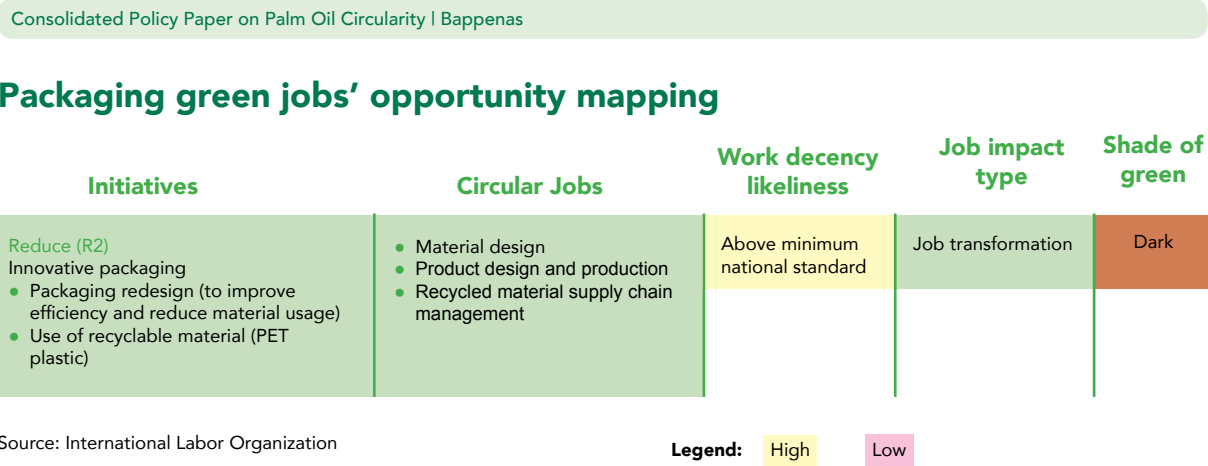 Consolidated Policy Paper on Palm Oil Circularity | Bappenas
Packaging green jobs' opportunity mapping
Initiatives
Circular Jobs
Work decency
likeliness
Job impact
type
Shade of
green
Reduce (R2)
Innovative packaging
● Packaging redesign (to improve
efficiency and reduce material usage)
● Use of recyclable material (PET
plastic)
● Material design
● Product design and production
● Recycled material supply chain
management
Above minimum
national standard
Job transformation
Dark
Source: International Labor Organization
Legend: High Low